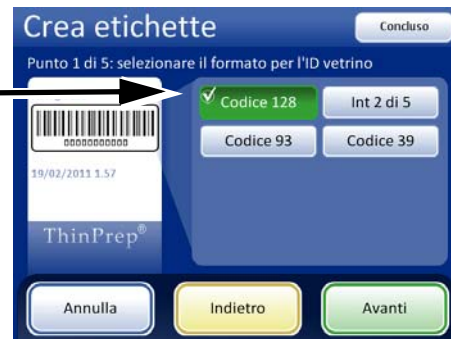 Crea etichette
Concluso
Punto 1 di 5: selezionare il formato per l'ID vetrino
Codice 128
Int 2 di 5
Codice 93
Codice 39
00000000000
19/02/2011 1.57
ThinPrep®
Annulla
Indietro
Avanti